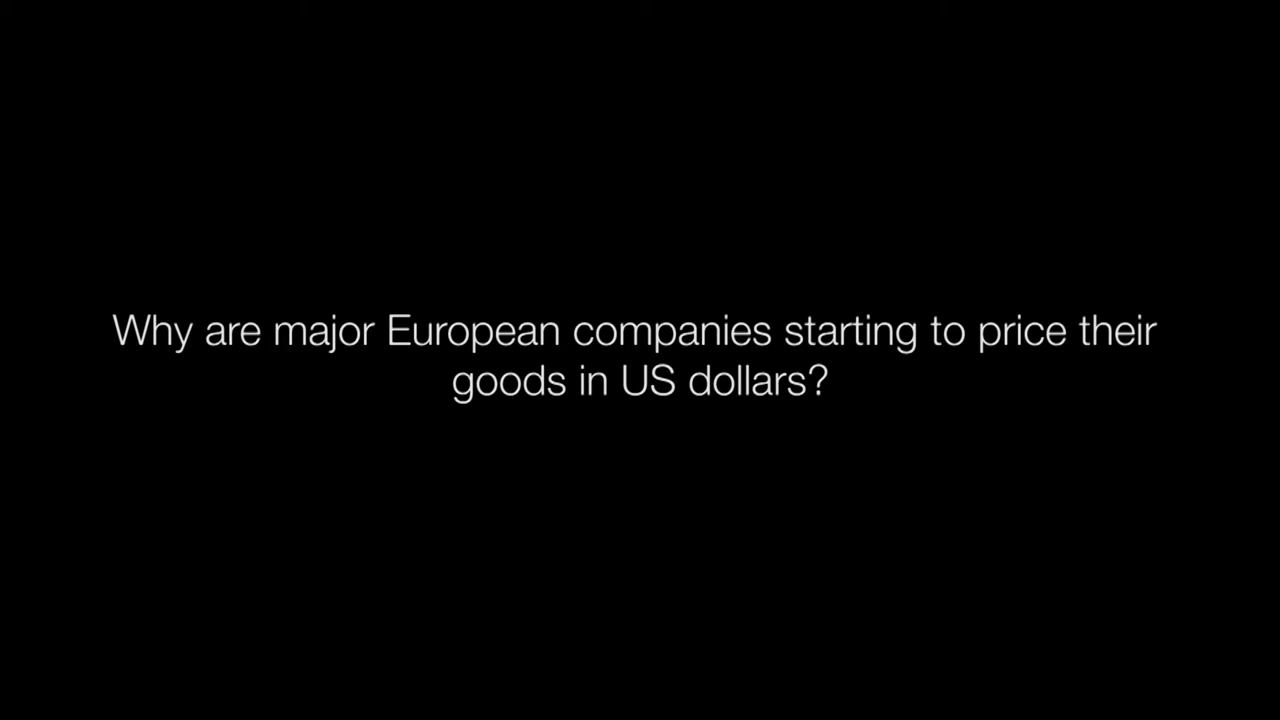 Why are major European companies starting to price their
goods in US dollars?